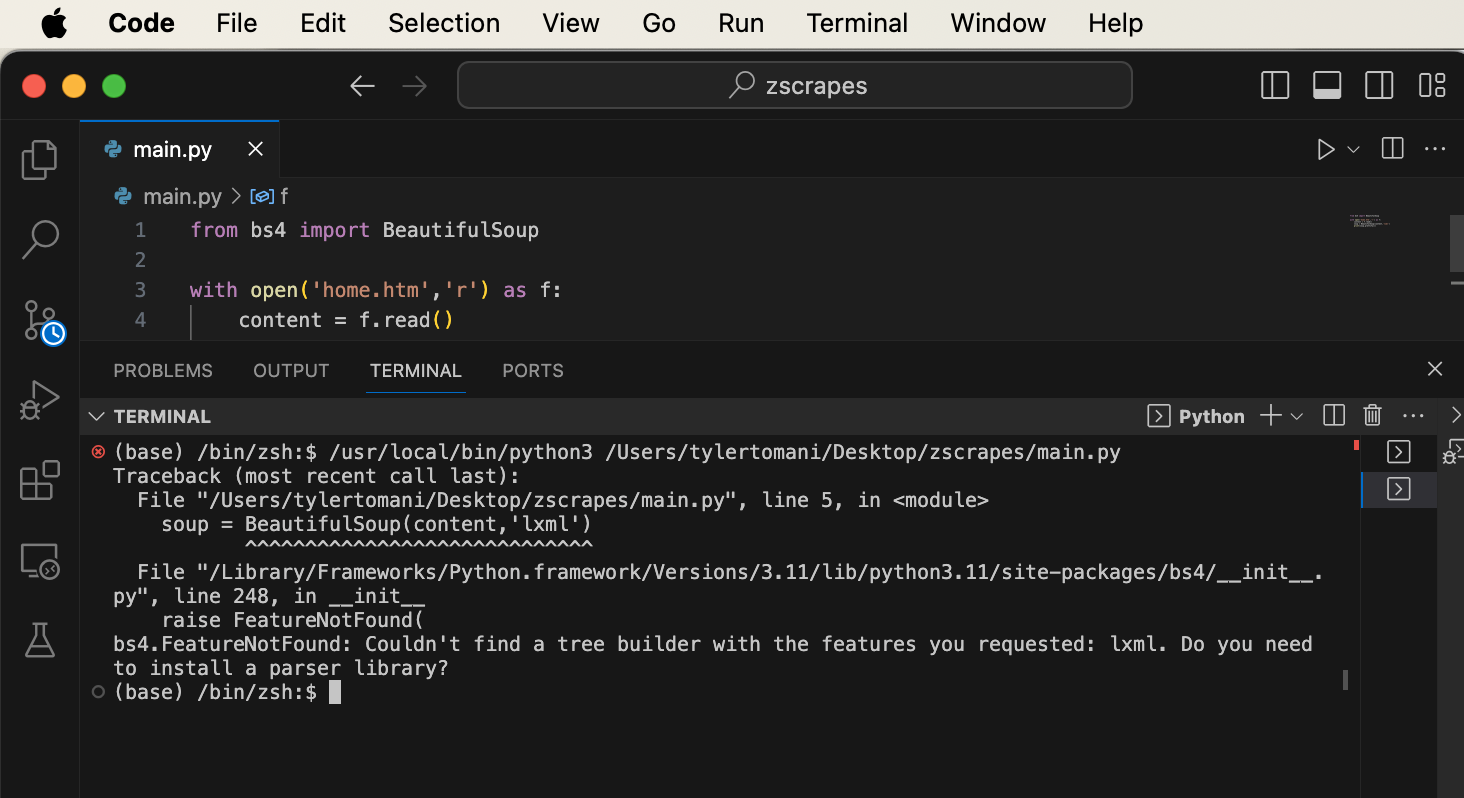 Code File Edit Selection View Go Run Terminal Window Help
zscrapes
main.py
main.py > f
1 from bs4 import BeautifulSoup
2
3 with open('home.htm','r') as f:
4     content = f.read()
PROBLEMS OUTPUT TERMINAL PORTS
TERMINAL Python
(base) /bin/zsh:$ /usr/local/bin/python3 /Users/tylertomani/Desktop/zscrapes/main.py
Traceback (most recent call last):
  File "/Users/tylertomani/Desktop/zscrapes/main.py", line 5, in <module>
    soup = BeautifulSoup(content,'lxml')
           ^^^^^^^^^^^^^^^^^^^^^^^^^^^^^
  File "/Library/Frameworks/Python.framework/Versions/3.11/lib/python3.11/site-packages/bs4/__init__.
py", line 248, in __init__
    raise FeatureNotFound(
bs4.FeatureNotFound: Couldn't find a tree builder with the features you requested: lxml. Do you need
to install a parser library?
(base) /bin/zsh:$